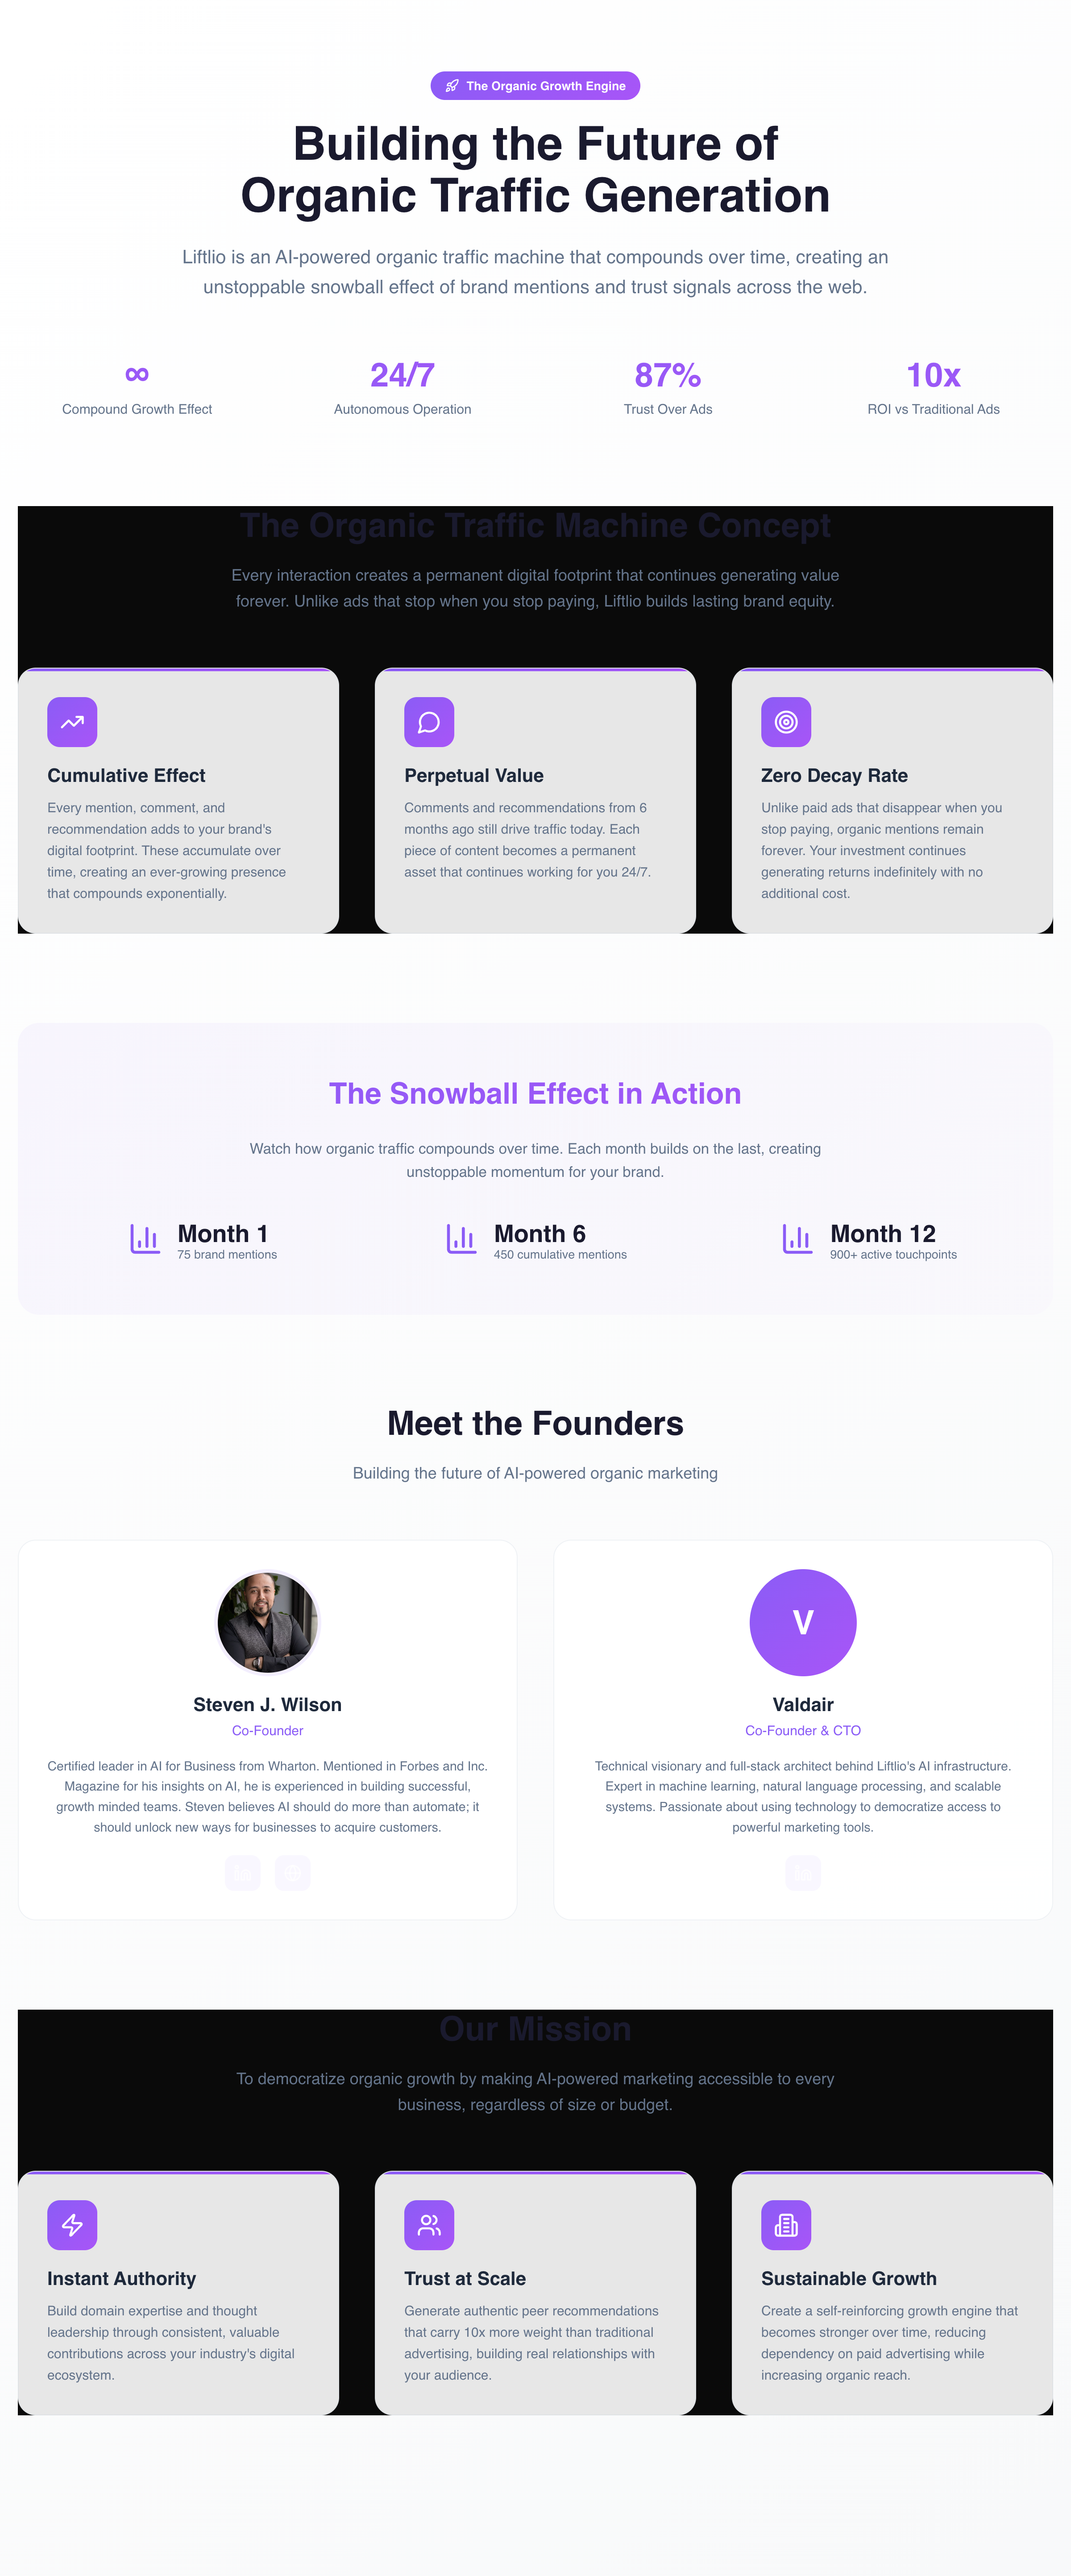 The Organic Growth Engine
Building the Future of
Organic Traffic Generation
Liftlio is an AI-powered organic traffic machine that compounds over time, creating an
unstoppable snowball effect of brand mentions and trust signals across the web.
∞
Compound Growth Effect
24/7
Autonomous Operation
87%
Trust Over Ads
10x
ROI vs Traditional Ads
The Organic Traffic Machine Concept
Every interaction creates a permanent digital footprint that continues generating value
forever. Unlike ads that stop when you stop paying, Liftlio builds lasting brand equity.
Cumulative Effect
Every mention, comment, and
recommendation adds to your brand's
digital footprint. These accumulate over
time, creating an ever-growing presence
that compounds exponentially.
Perpetual Value
Comments and recommendations from 6
months ago still drive traffic today. Each
piece of content becomes a permanent
asset that continues working for you 24/7.
Zero Decay Rate
Unlike paid ads that disappear when you
stop paying, organic mentions remain
forever. Your investment continues
generating returns indefinitely with no
additional cost.
The Snowball Effect in Action
Watch how organic traffic compounds over time. Each month builds on the last, creating
unstoppable momentum for your brand.
Month 1
75 brand mentions
Month 6
450 cumulative mentions
Month 12
900+ active touchpoints
Meet the Founders
Building the future of AI-powered organic marketing
Steven J. Wilson
Co-Founder
Certified leader in AI for Business from Wharton. Mentioned in Forbes and Inc.
Magazine for his insights on AI, he is experienced in building successful,
growth minded teams. Steven believes AI should do more than automate; it
should unlock new ways for businesses to acquire customers.
V
Valdair
Co-Founder & CTO
Technical visionary and full-stack architect behind Liftlio's AI infrastructure.
Expert in machine learning, natural language processing, and scalable
systems. Passionate about using technology to democratize access to
powerful marketing tools.
Our Mission
To democratize organic growth by making AI-powered marketing accessible to every
business, regardless of size or budget.
Instant Authority
Build domain expertise and thought
leadership through consistent, valuable
contributions across your industry's digital
ecosystem.
Trust at Scale
Generate authentic peer recommendations
that carry 10x more weight than traditional
advertising, building real relationships with
your audience.
Sustainable Growth
Create a self-reinforcing growth engine that
becomes stronger over time, reducing
dependency on paid advertising while
increasing organic reach.